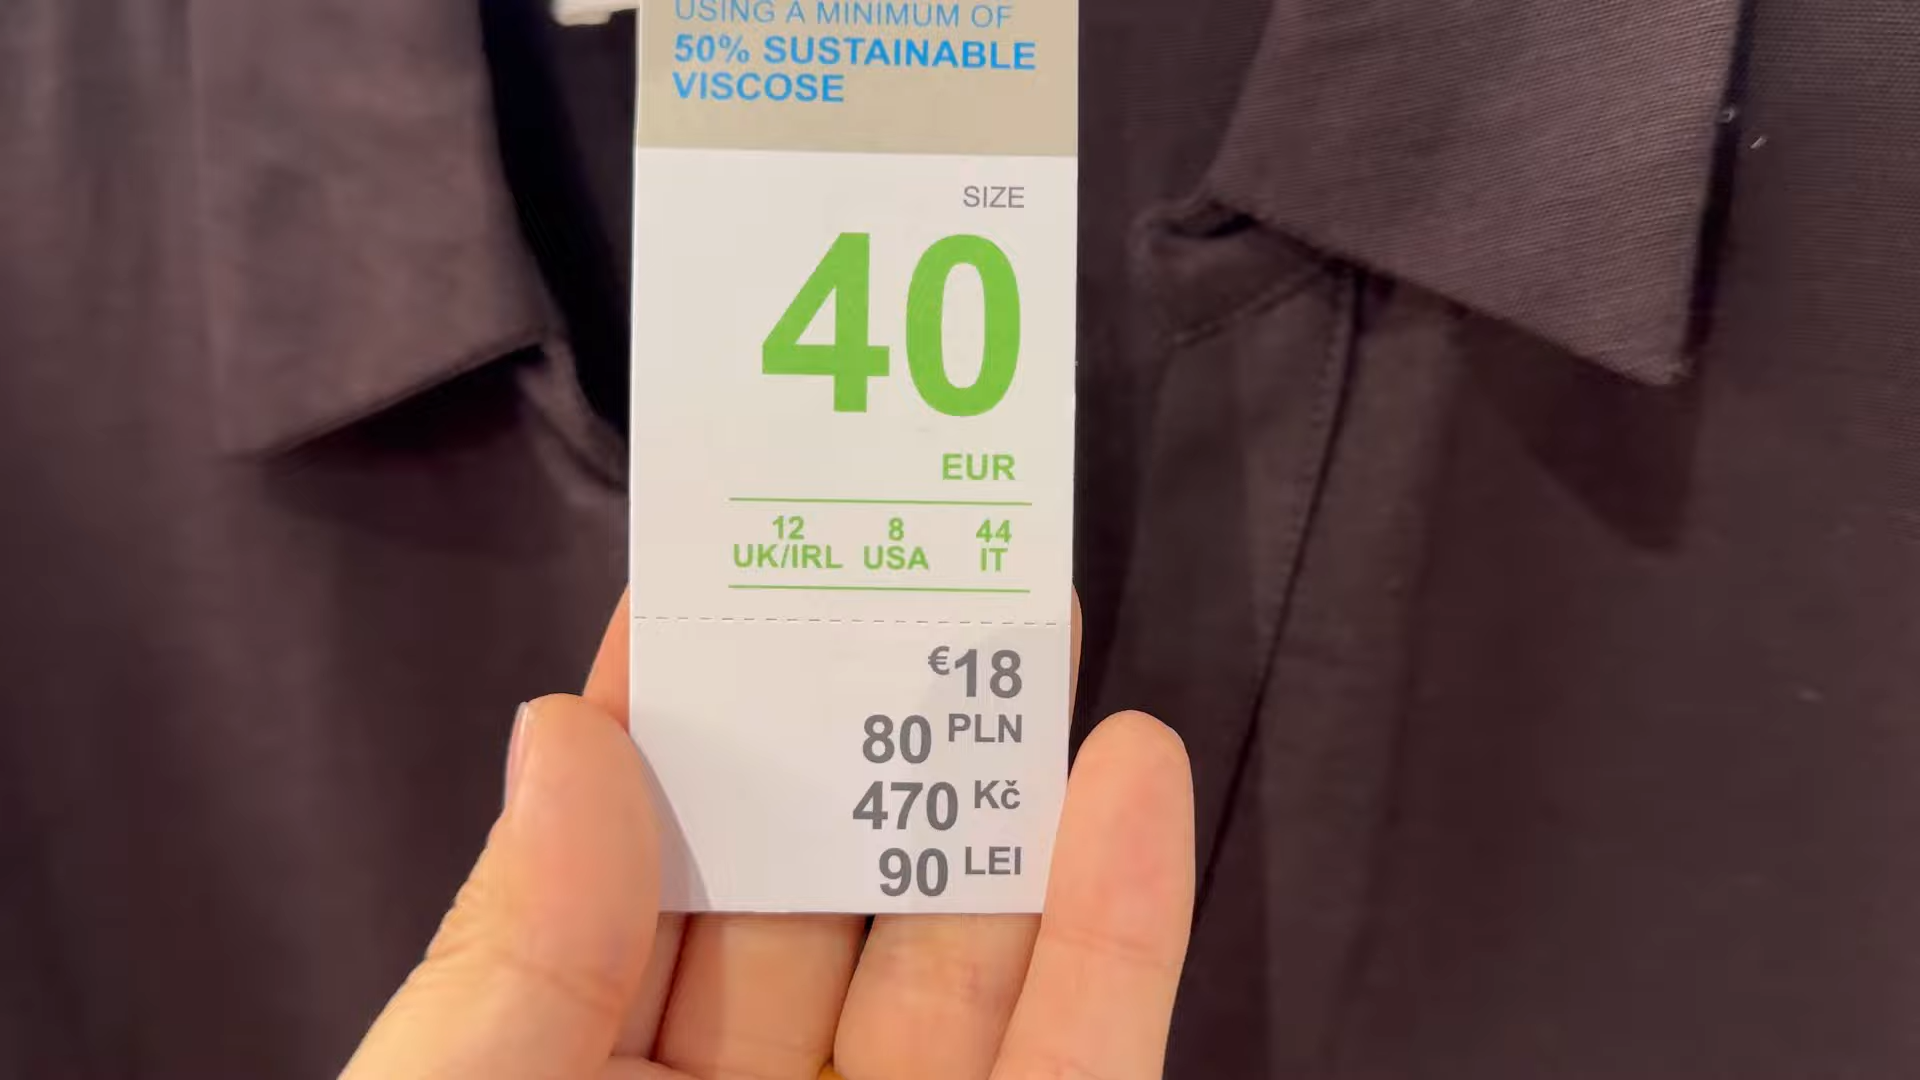 USING A MINIMUM OF
50% SUSTAINABLE
VISCOSE
SIZE
40
EUR
12 8 44
UK/IRL USA IT
€18
80 PLN
470 Kč
90 LEI